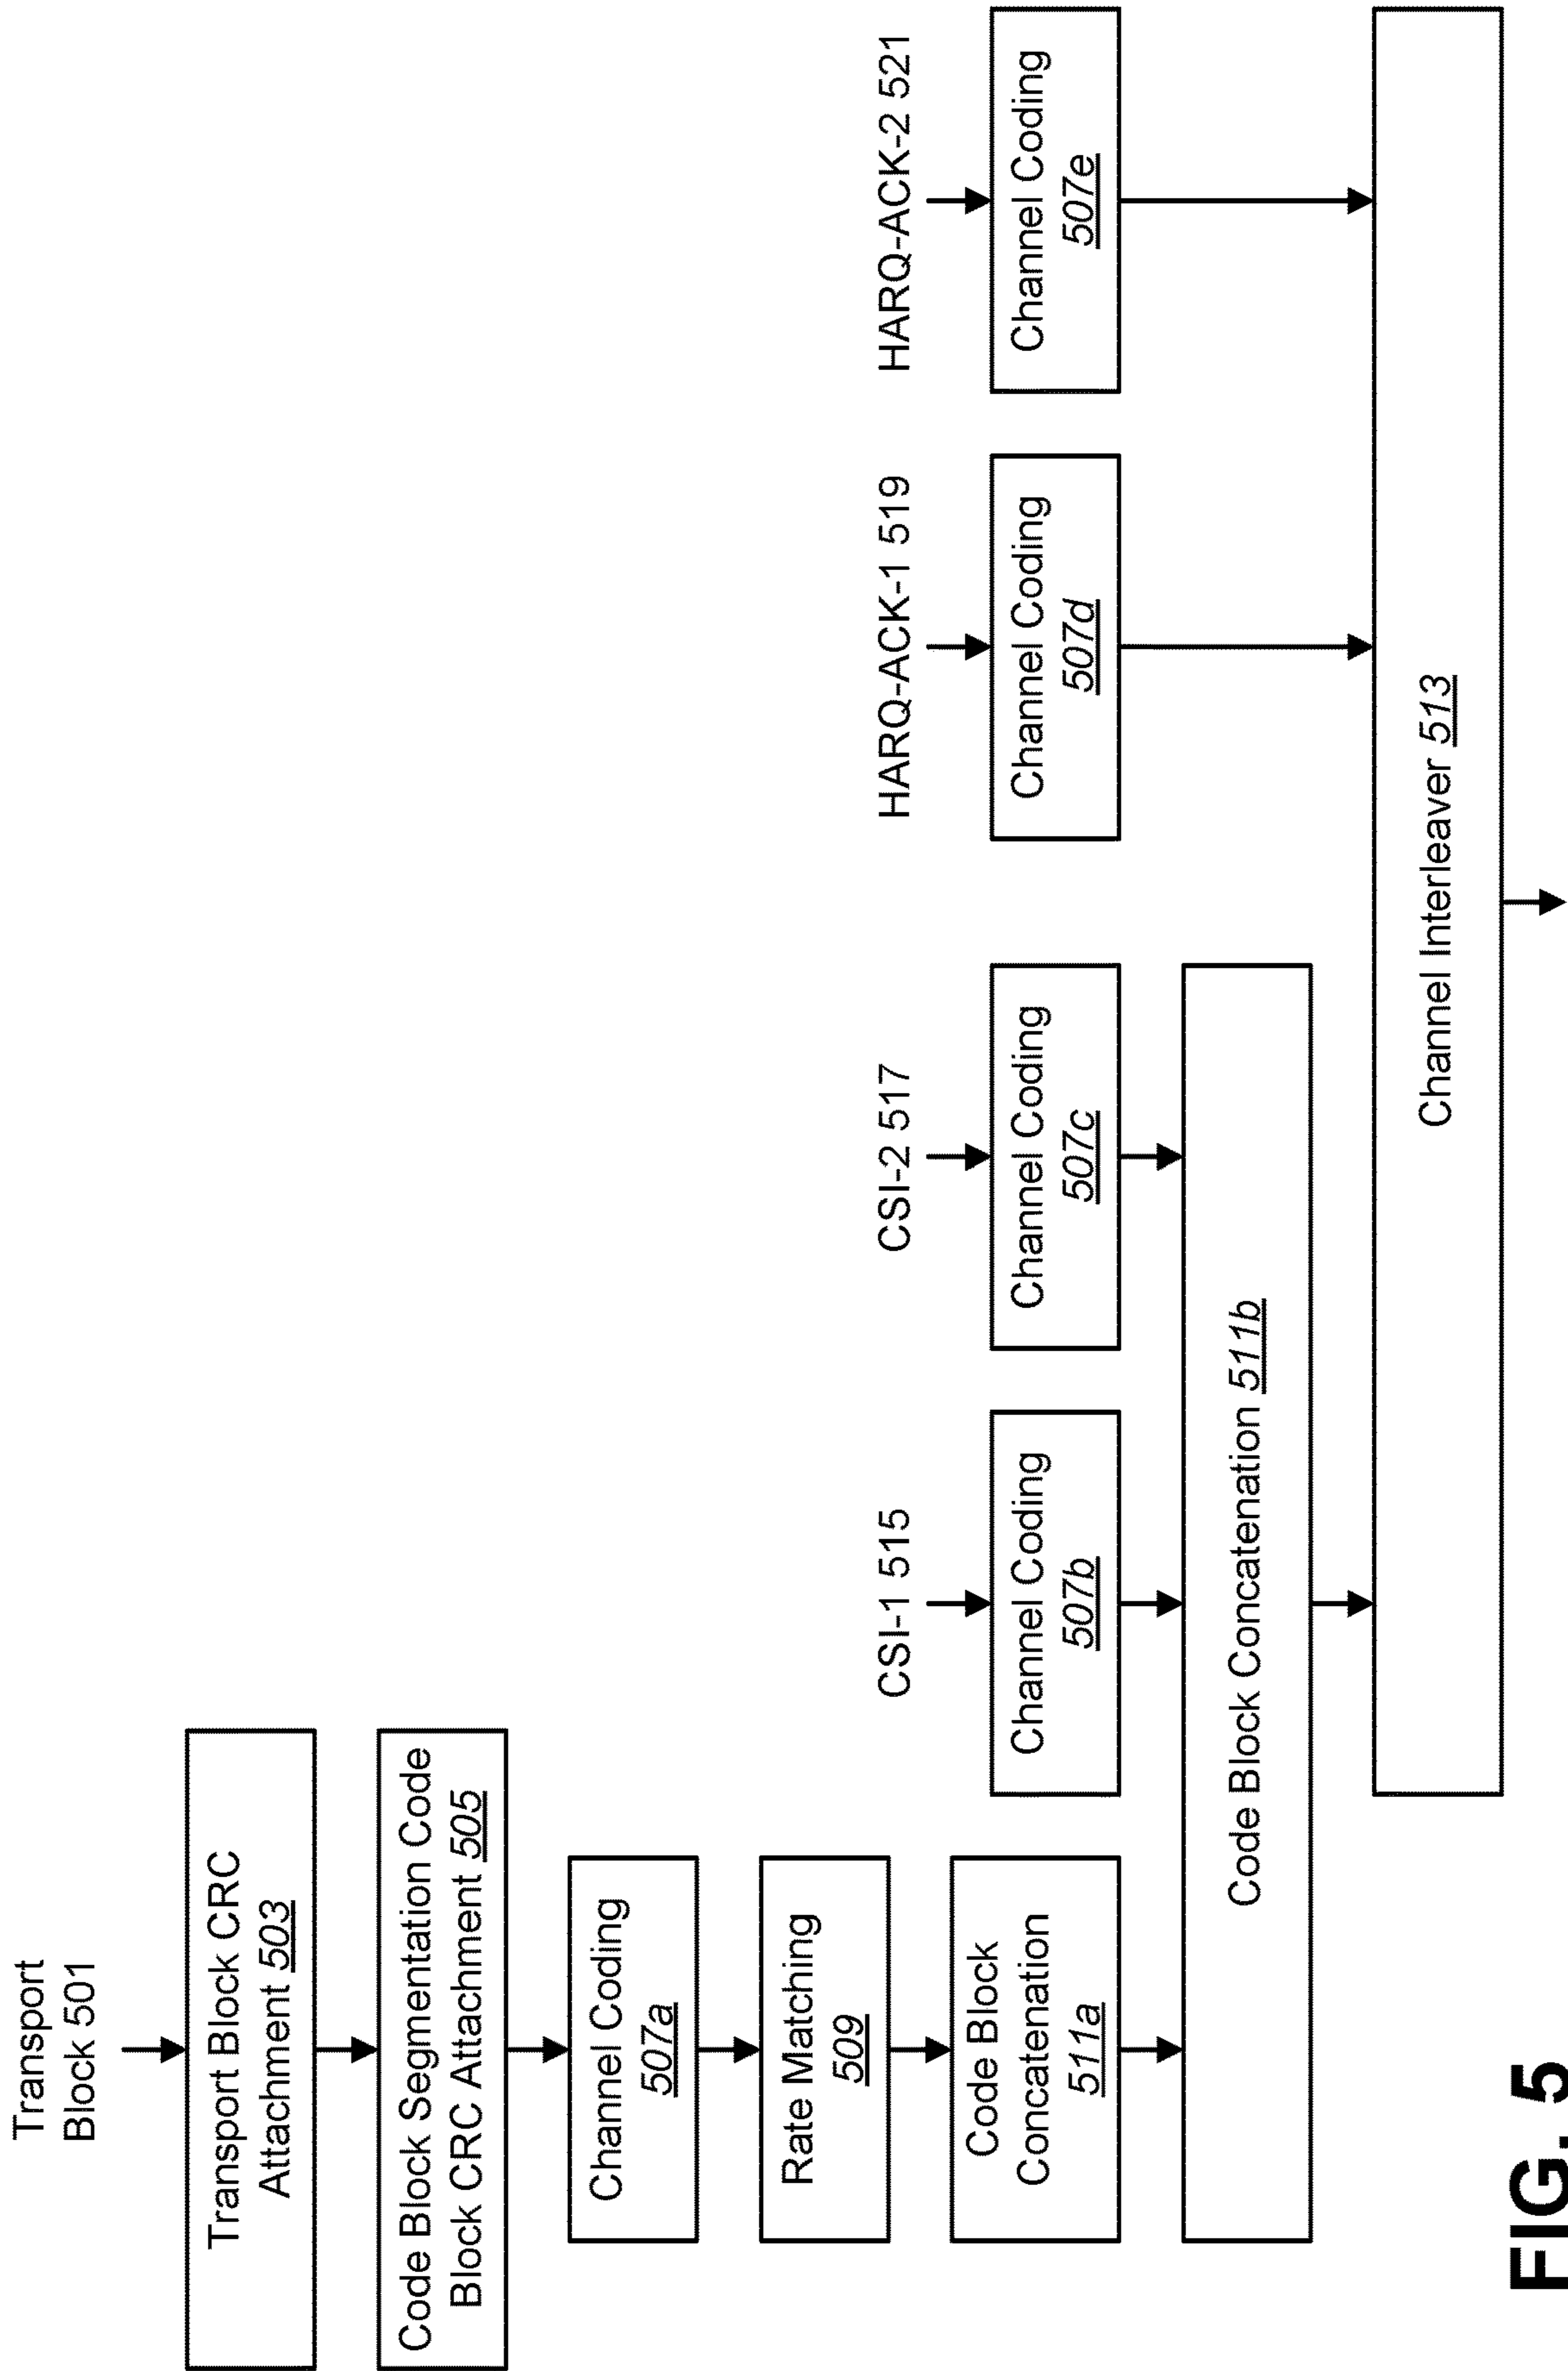 Transport
Block 501
Transport Block CRC
Attachment 503
Code Block Segmentation Code
Block CRC Attachment 505
Channel Coding
507a
Rate Matching
509
Code Block
Concatenation
511a
CSI-1 515
Channel Coding
507b
CSI-2 517
Channel Coding
507c
HARQ-ACK-1 519
Channel Coding
507d
HARQ-ACK-2 521
Channel Coding
507e
Code Block Concatenation 511b
Channel Interleaver 513
FIG. 5